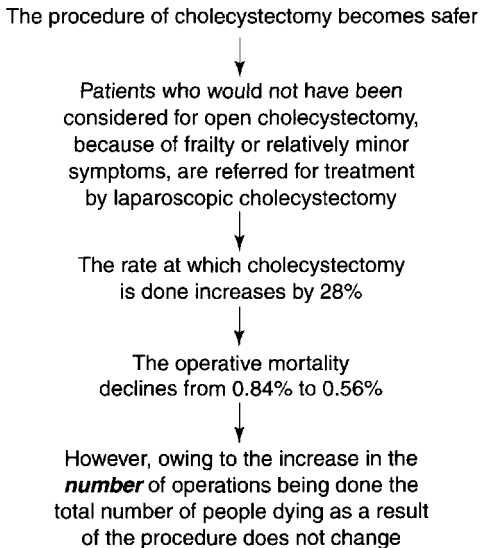 The procedure of cholecystectomy becomes safer
Patients who would not have been
considered for open cholecystectomy,
because of frailty or relatively minor
symptoms, are referred for treatment
by laparoscopic cholecystectomy
The rate at which cholecystectomy
is done increases by 28%
The operative mortality
declines from 0.84% to 0.56%
However, owing to the increase in the
number of operations being done the
total number of people dying as a result
of the procedure does not change